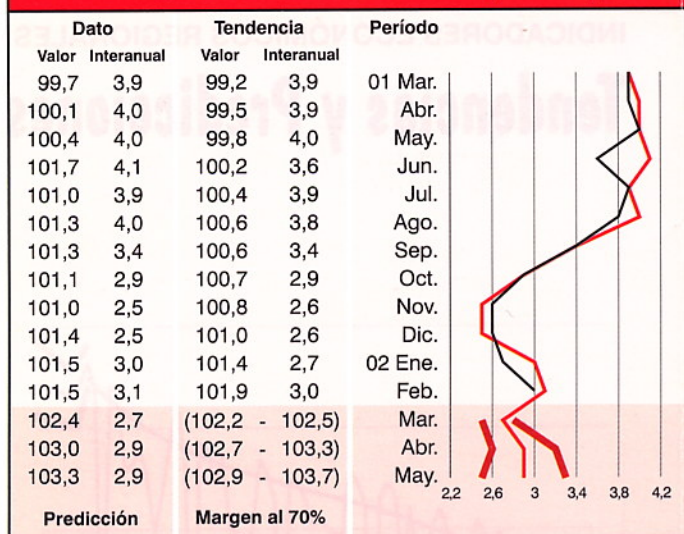 Dato Tendencia Período
Valor Interanual Valor Interanual
99,7 3,9 99,2 3,9 01 Mar.
100,1 4,0 99,5 3,9 Abr.
100,4 4,0 99,8 4,0 May.
101,7 4,1 100,2 3,6 Jun.
101,0 3,9 100,4 3,9 Jul.
101,3 4,0 100,6 3,8 Ago.
101,3 3,4 100,6 3,4 Sep.
101,1 2,9 100,7 2,9 Oct.
101,0 2,5 100,8 2,6 Nov.
101,4 2,5 101,0 2,6 Dic.
101,5 3,0 101,4 2,7 02 Ene.
101,5 3,1 101,9 3,0 Feb.
102,4 2,7 (102,2 - 102,5) Mar.
103,0 2,9 (102,7 - 103,3) Abr.
103,3 2,9 (102,9 - 103,7) May.
2,2 2,6 3 3,4 3,8 4,2
Predicción Margen al 70%
INDICADORES ECONÓMICOS REGIONALES
Tendencias y Predicciones